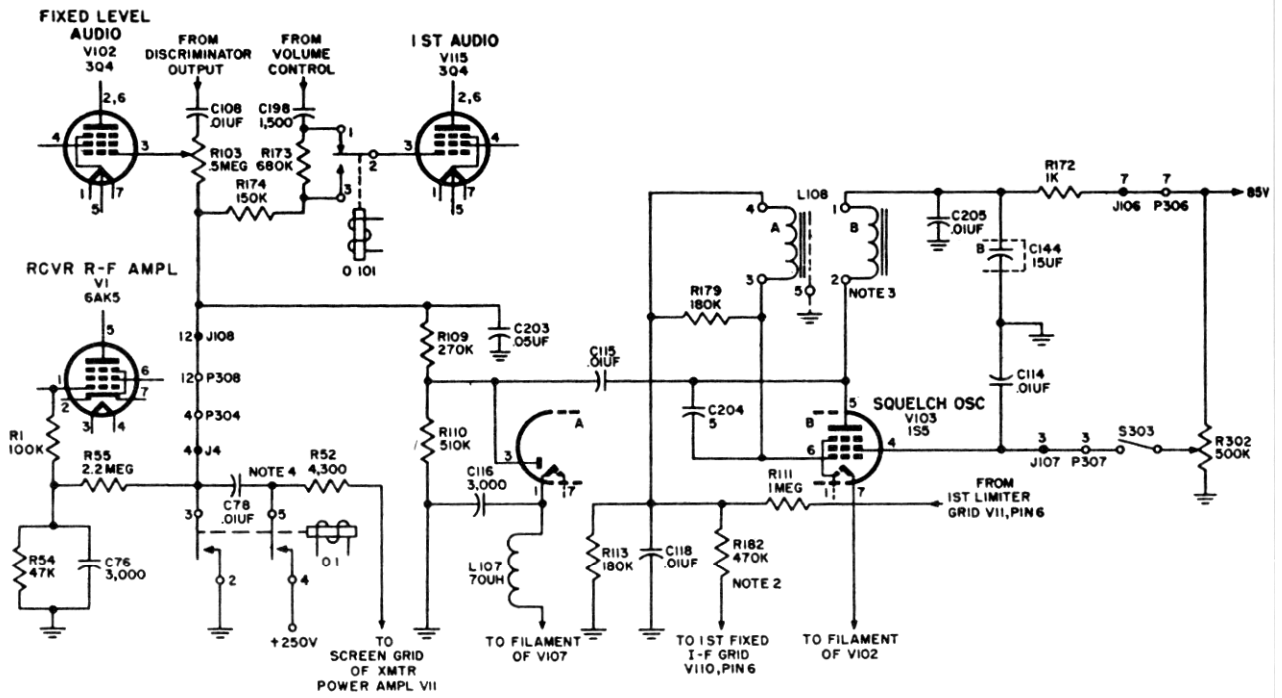 FIXED LEVEL
AUDIO
V102
3Q4
FROM
DISCRIMINATOR
OUTPUT
FROM
VOLUME
CONTROL
1 ST AUDIO
V115
3Q4
2,6
4
3
1
5
7
C108
.01UF
R103
.5MEG
C198
1,500
R173
680K
R174
150K
1
2
3
O 101
2,6
3
4
1
5
7
RCVR R-F AMPL
V1
6AK5
5
1
2
6
7
3
4
R1
100K
R55
2.2 MEG
R54
47K
C76
3,000
12 J108
12 P308
4 P304
4 J4
NOTE 4
R52
4,300
C78
.01UF
3
5
2
4
O 1
+250V
TO
SCREEN GRID
OF XMTR
POWER AMPL V11
R109
270K
C203
.05UF
R110
510K
C116
3,000
C115
.01UF
A
3
1
7
L107
70UH
TO FILAMENT
OF V107
L108
4
A
3
1
B
2
5
NOTE 3
R179
180K
C204
5
R113
180K
C118
.01UF
R182
470K
NOTE 2
TO 1ST FIXED
I-F GRID
V110, PIN 6
R111
1MEG
SQUELCH OSC
V103
1S5
B
5
6
4
1
7
TO FILAMENT
OF V102
FROM
1ST LIMITER
GRID V11, PIN 6
C205
.01UF
B
C144
15UF
C114
.01UF
R172
1K
7
J106
7
P306
85V
3
J107
3
P307
S303
R302
500K